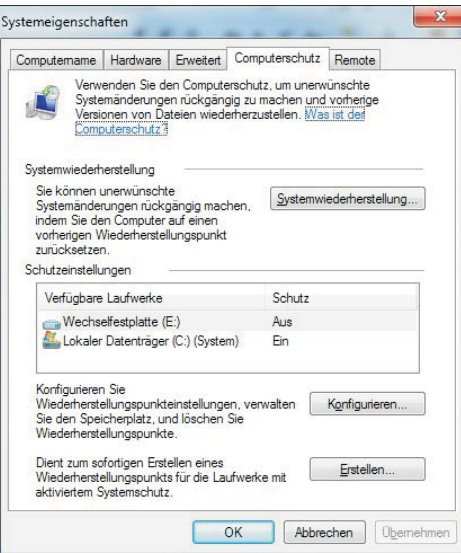 Systemeigenschaften
Computername Hardware Erweitert Computerschutz Remote
Verwenden Sie den Computerschutz, um unerwünschte
Systemänderungen rückgängig zu machen und vorherige
Versionen von Dateien wiederherzustellen. Was ist der
Computerschutz?
Systemwiederherstellung
Sie können unerwünschte
Systemänderungen rückgängig machen,
indem Sie den Computer auf einen
vorherigen Wiederherstellungspunkt
zurücksetzen.
Systemwiederherstellung...
Schutzeinstellungen
Verfügbare Laufwerke Schutz
Wechselfestplatte (E:) Aus
Lokaler Datenträger (C:) (System) Ein
Konfigurieren Sie
Wiederherstellungspunkteinstellungen, verwalten
Sie den Speicherplatz, und löschen Sie
Wiederherstellungspunkte.
Konfigurieren...
Dient zum sofortigen Erstellen eines
Wiederherstellungspunkts für die Laufwerke mit
aktiviertem Systemschutz.
Erstellen...
OK Abbrechen Übernehmen